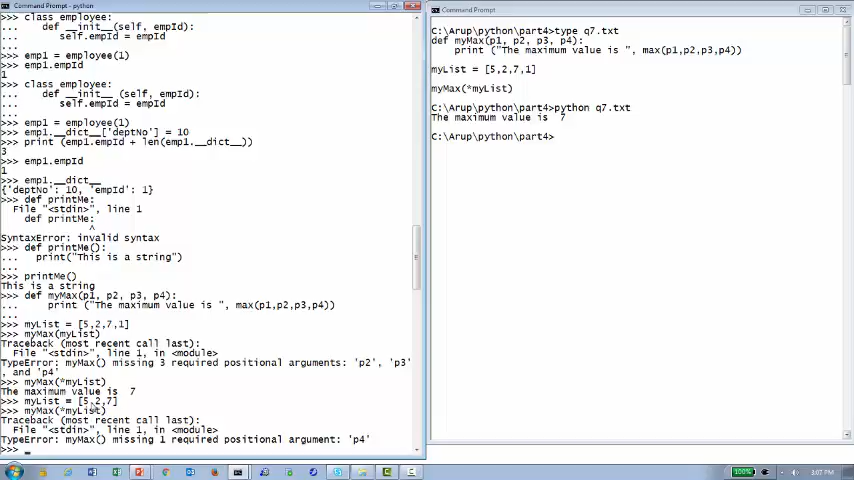 Command Prompt - python
>>> class employee:
...     def __init__(self, empId):
...         self.empId = empId
...
>>> emp1 = employee(1)
>>> emp1.empId
1
>>> class employee:
...     def __init__ (self, empId):
...         self.empId = empId
...
>>> emp1 = employee(1)
>>> emp1.__dict__['deptNo'] = 10
>>> print (emp1.empId + len(emp1.__dict__))
3
>>> emp1.empId
1
>>> emp1.__dict__
{'deptNo': 10, 'empId': 1}
>>> def printMe:
  File "<stdin>", line 1
    def printMe:
               ^
SyntaxError: invalid syntax
>>> def printMe():
...     print("This is a string")
...
>>> printMe()
This is a string
>>> def myMax(p1, p2, p3, p4):
...     print ("The maximum value is ", max(p1,p2,p3,p4))
...
>>> myList = [5,2,7,1]
>>> myMax(myList)
Traceback (most recent call last):
  File "<stdin>", line 1, in <module>
TypeError: myMax() missing 3 required positional arguments: 'p2', 'p3'
, and 'p4'
>>> myMax(*myList)
The maximum value is  7
>>> myList = [5,2,7]
>>> myMax(*myList)
Traceback (most recent call last):
  File "<stdin>", line 1, in <module>
TypeError: myMax() missing 1 required positional argument: 'p4'
>>> _
Command Prompt
C:\Arup\python\part4>type q7.txt
def myMax(p1, p2, p3, p4):
    print ("The maximum value is ", max(p1,p2,p3,p4))
myList = [5,2,7,1]
myMax(*myList)
C:\Arup\python\part4>python q7.txt
The maximum value is  7
C:\Arup\python\part4>
100%
3:07 PM